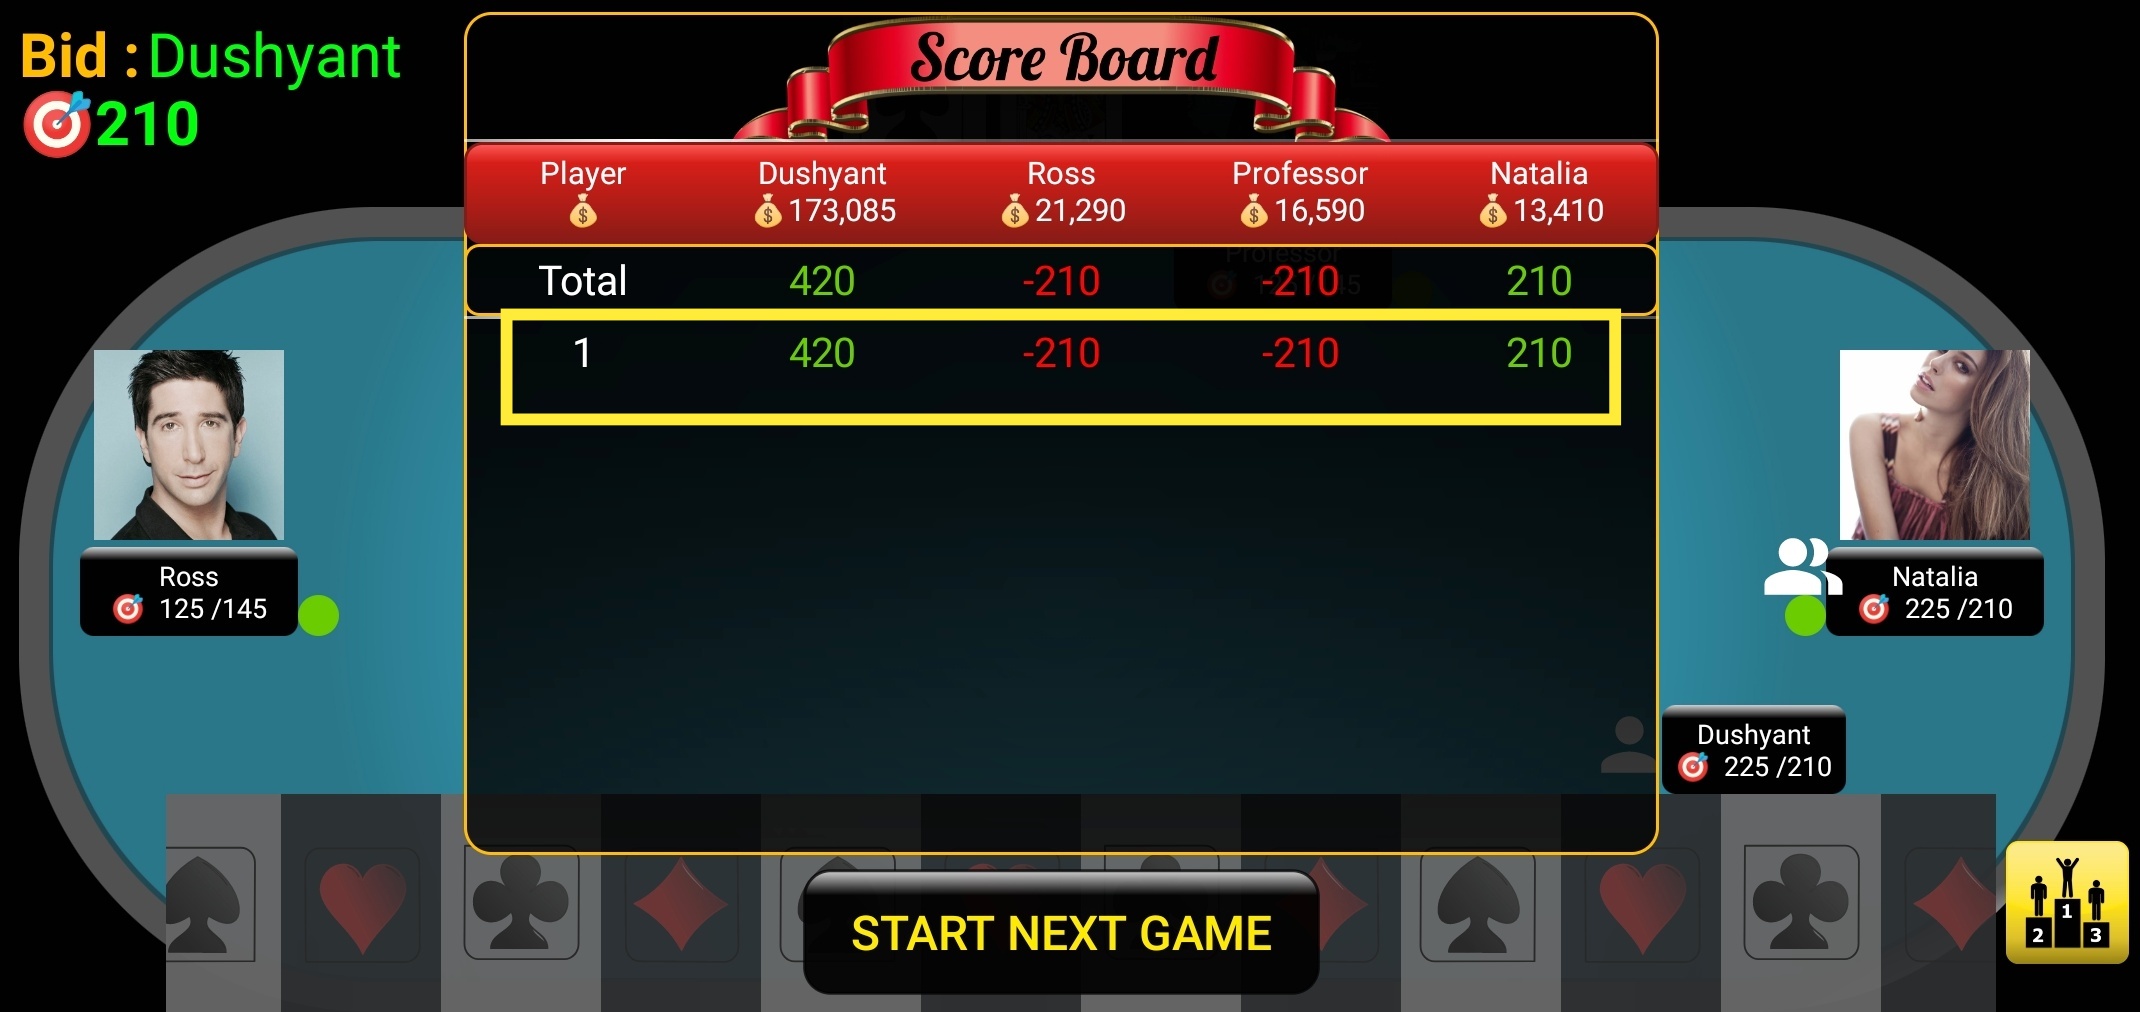 Bid : Dushyant
210
Score Board
Player Dushyant Ross Professor Natalia
173,085 21,290 16,590 13,410
Total 420 -210 -210 210
1 420 -210 -210 210
Professor
Ross
125 /145
Natalia
225 /210
Dushyant
225 /210
START NEXT GAME
1
2 3